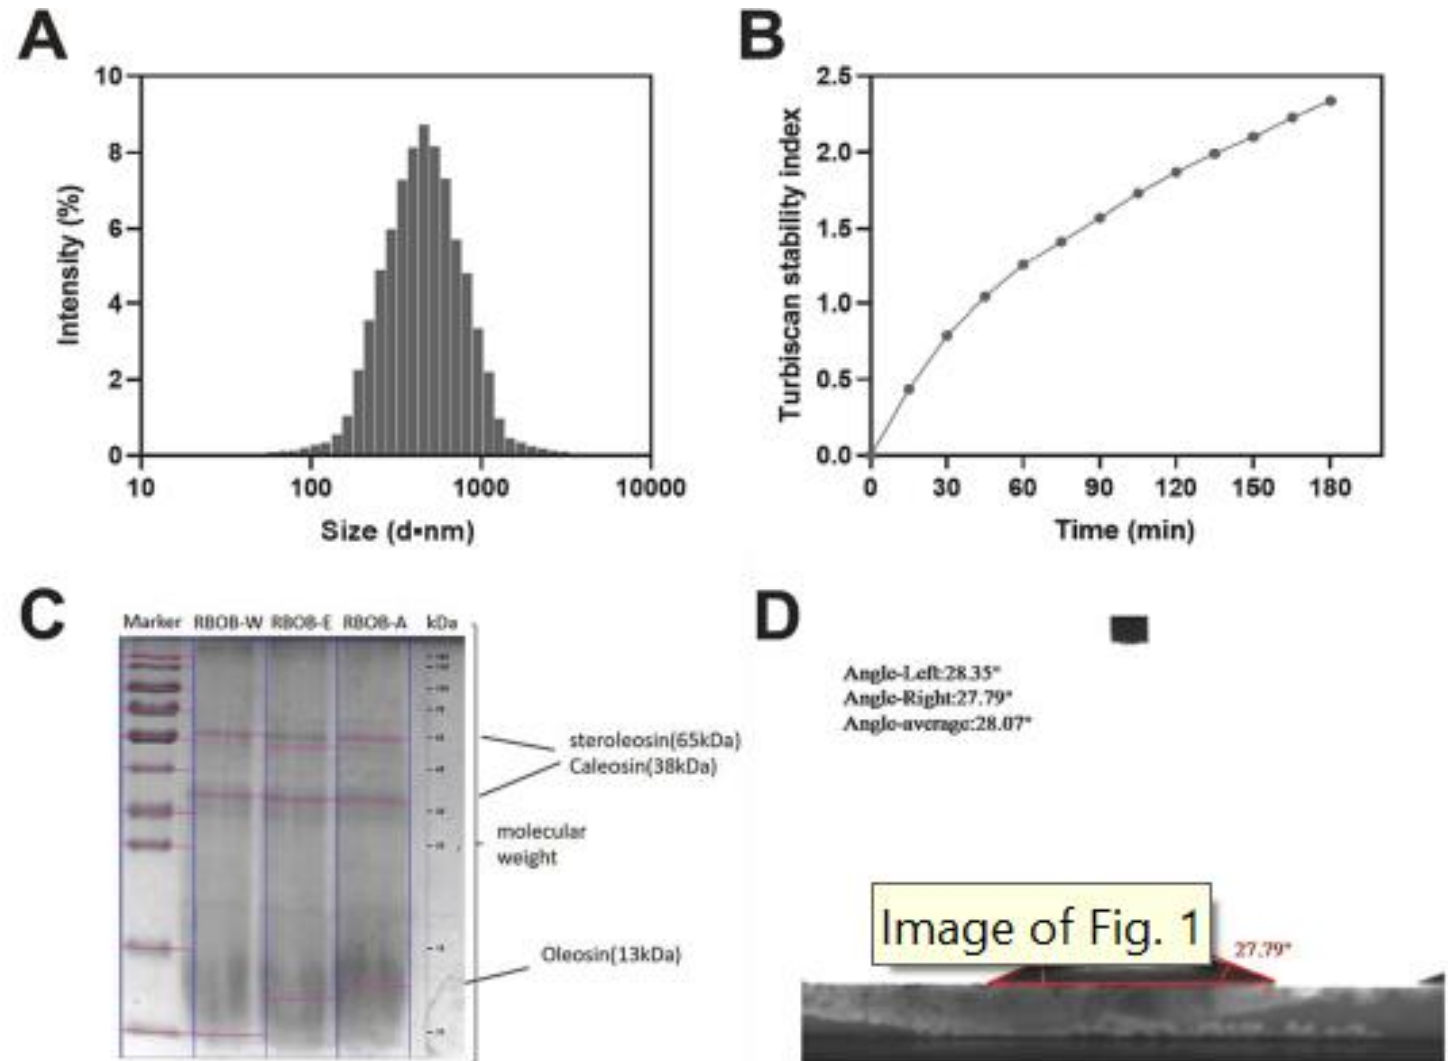 A
10
8
6
4
2
0
Intensity (%)
10 100 1000 10000
Size (d▪nm)
B
2.5
2.0
1.5
1.0
0.5
0.0
Turbiscan stability index
0 30 60 90 120 150 180
Time (min)
C
Marker RBOB-W RBOB-E RBOB-A kDa
steroleosin(65kDa)
Caleosin(38kDa)
molecular
weight
Oleosin(13kDa)
D
Angle-Left:28.35°
Angle-Right:27.79°
Angle-average:28.07°
Image of Fig. 1
27.79°